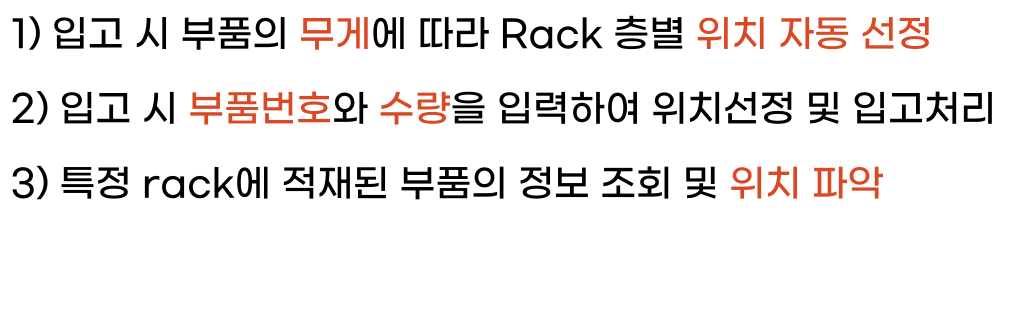 1) 입고 시 부품의 무게에 따라 Rack 층별 위치 자동 선정
2) 입고 시 부품번호와 수량을 입력하여 위치선정 및 입고처리
3) 특정 rack에 적재된 부품의 정보 조회 및 위치 파악